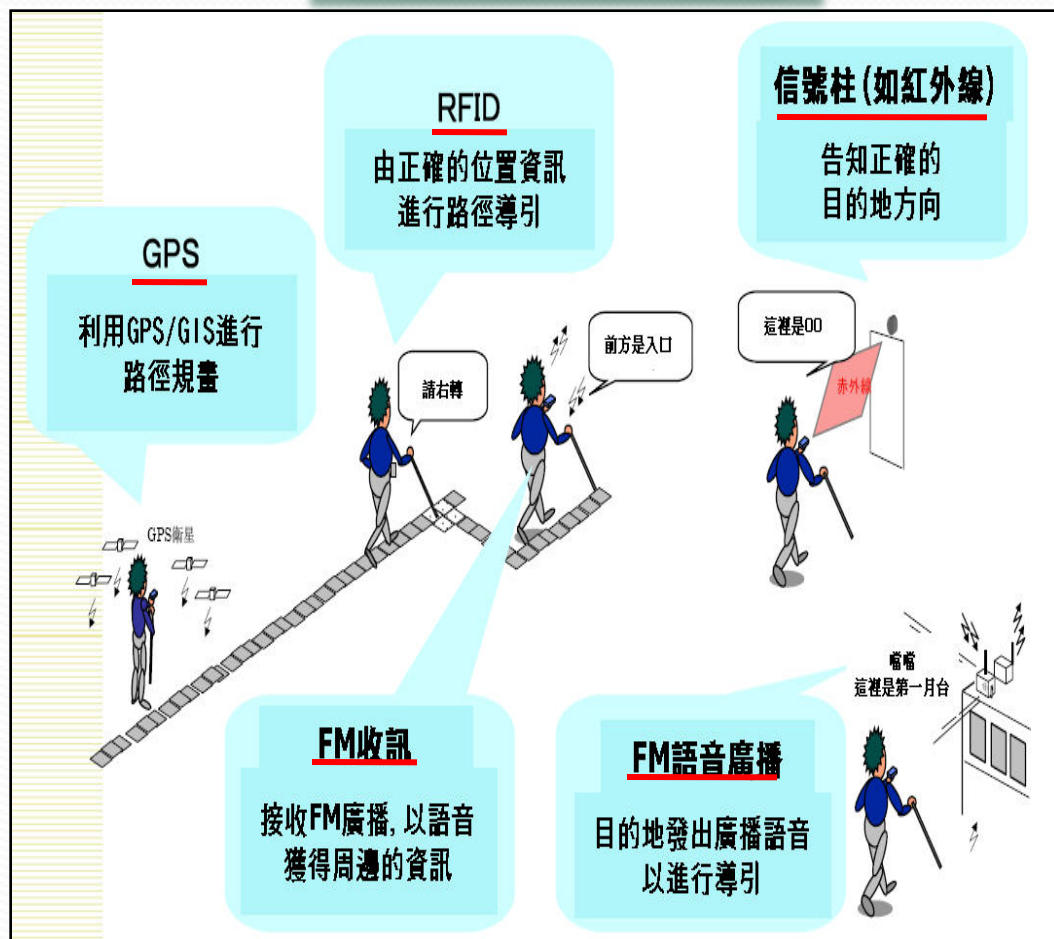 RFID
由正確的位置資訊
進行路徑導引
信號柱(如紅外線)
告知正確的
目的地方向
GPS
利用GPS/GIS進行
路徑規畫
請右轉
前方是入口
這裡是OO
赤外線
GPS衛星
FM收訊
接收FM廣播,以語音
獲得周邊的資訊
FM語音廣播
目的地發出廣播語音
以進行導引
噹噹
這裡是第一月台